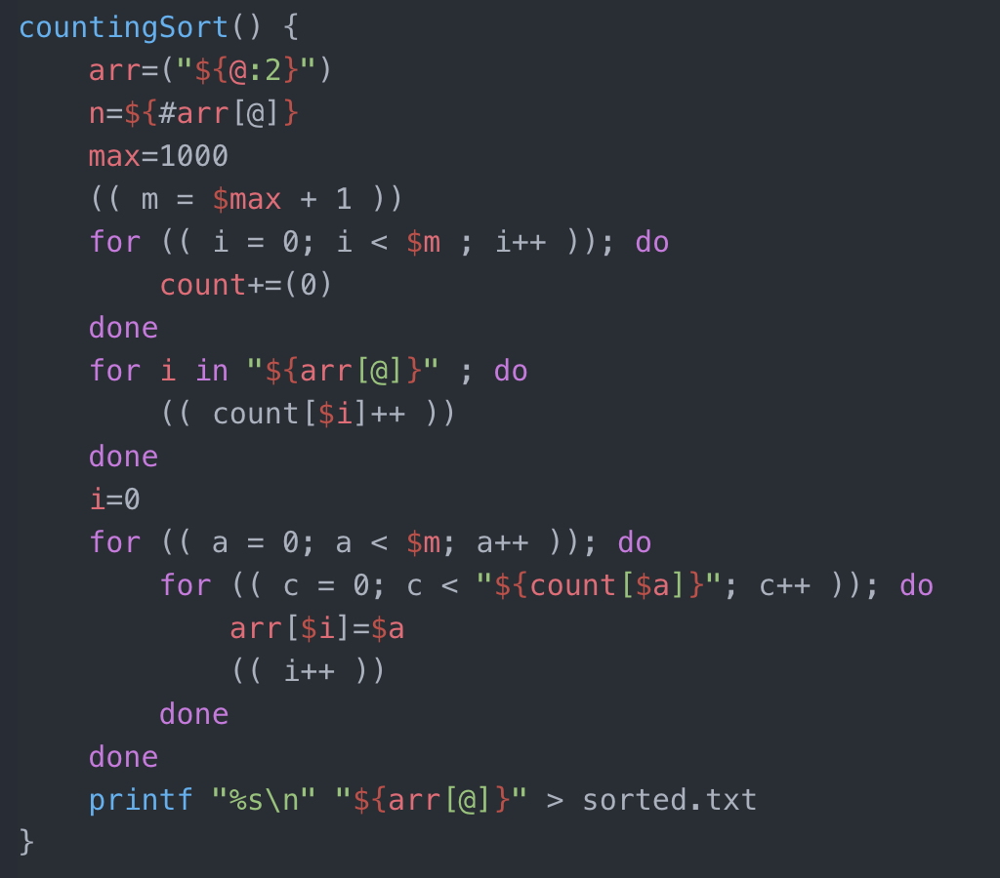 countingSort() {
    arr=("${@:2}")
    n=${#arr[@]}
    max=1000
    (( m = $max + 1 ))
    for (( i = 0; i < $m ; i++ )); do
        count+=(0)
    done
    for i in "${arr[@]}" ; do
        (( count[$i]++ ))
    done
    i=0
    for (( a = 0; a < $m; a++ )); do
        for (( c = 0; c < "${count[$a]}"; c++ )); do
            arr[$i]=$a
            (( i++ ))
        done
    done
    printf "%s\n" "${arr[@]}" > sorted.txt
}